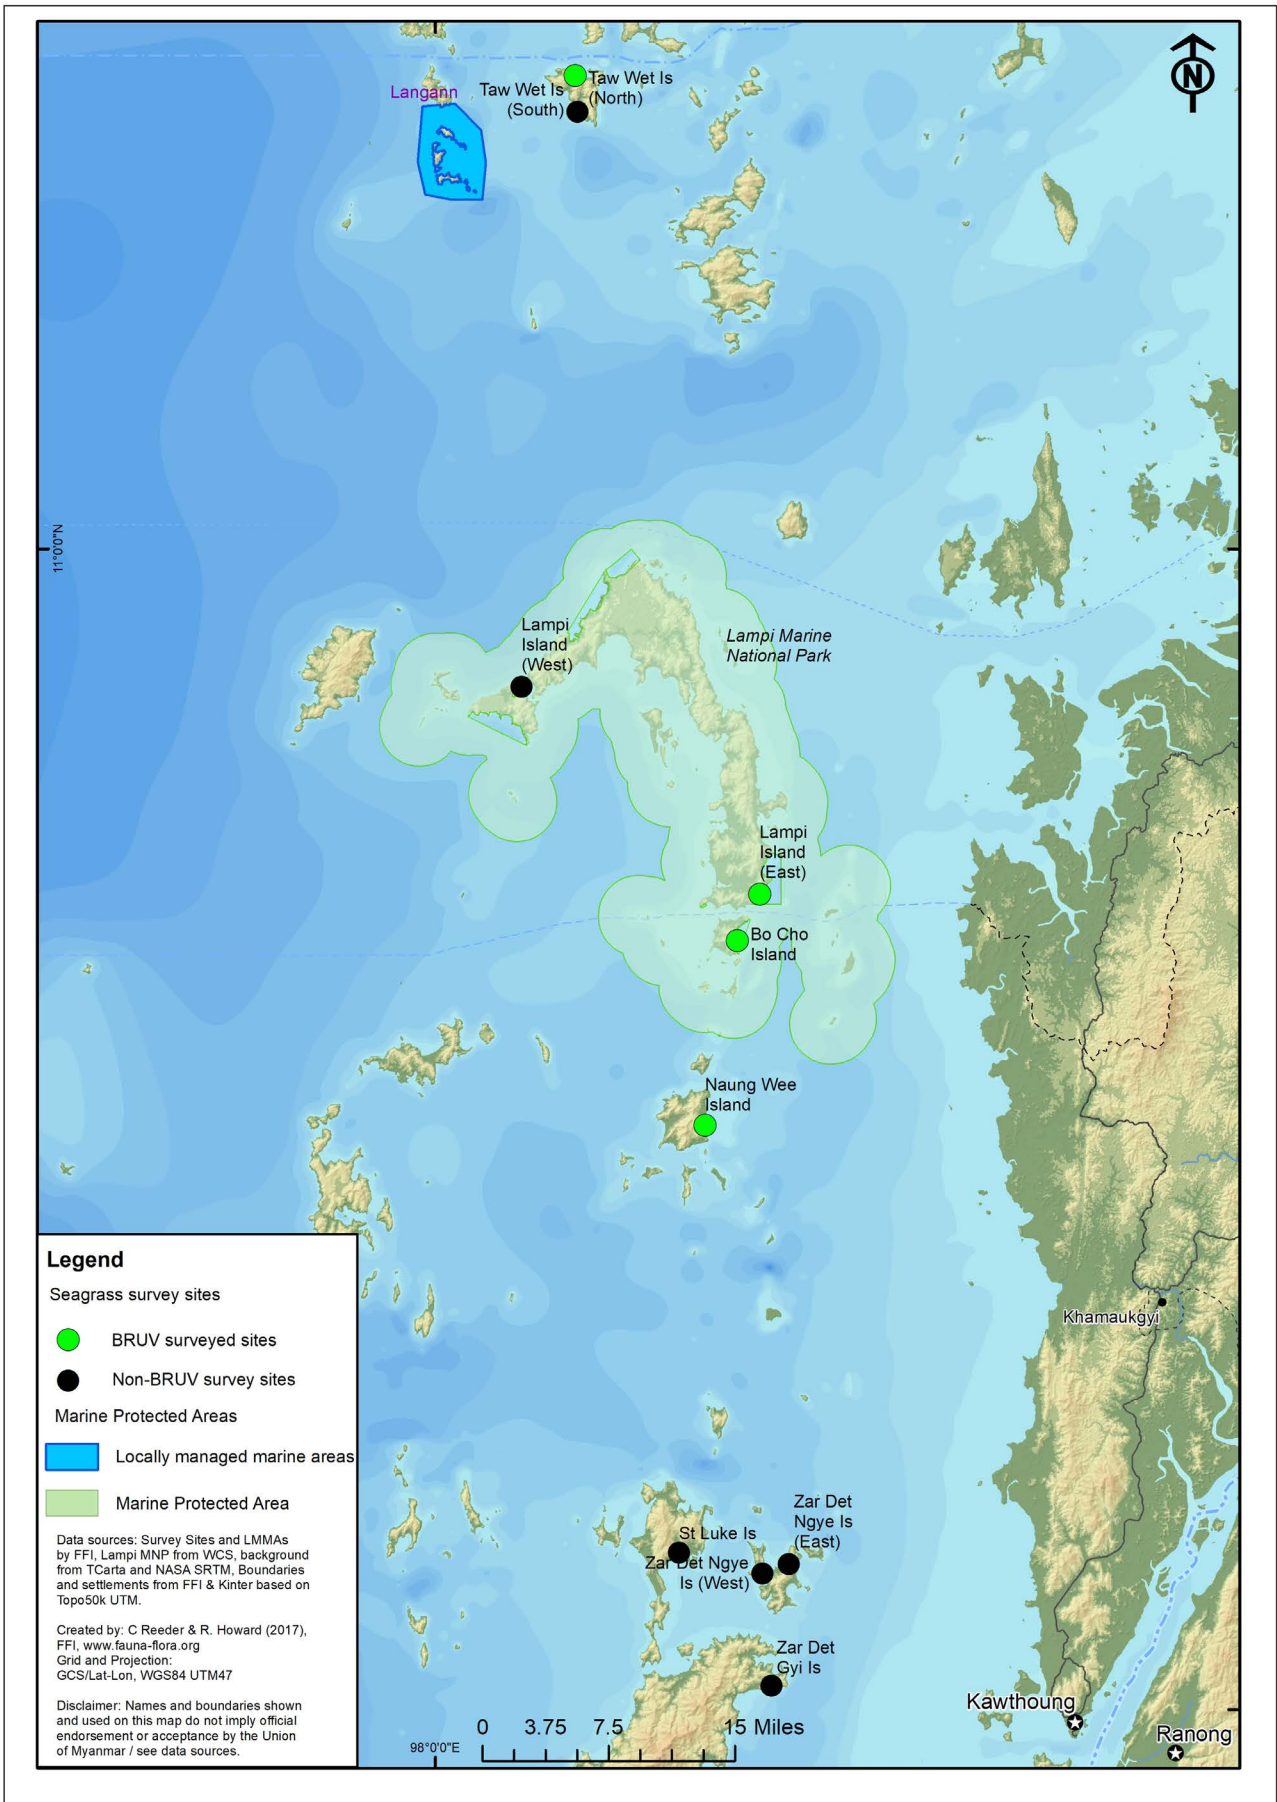 N
Langann
Taw Wet Is
(South)
Taw Wet Is
(North)
11°0'0"N
Lampi
Island
(West)
Lampi Marine
National Park
Lampi
Island
(East)
Bo Cho
Island
Naung Wee
Island
Khamaukgyi
St Luke Is
Zar Det Ngye
Is (West)
Zar Det
Ngye Is
(East)
Zar Det
Gyi Is
Kawthoung
Ranong
0 3.75 7.5 15 Miles
98°0'0"E
Legend
Seagrass survey sites
BRUV surveyed sites
Non-BRUV survey sites
Marine Protected Areas
Locally managed marine areas
Marine Protected Area
Data sources: Survey Sites and LMMAs
by FFI, Lampi MNP from WCS, background
from TCarta and NASA SRTM, Boundaries
and settlements from FFI & Kinter based on
Topo50k UTM.
Created by: C Reeder & R. Howard (2017),
FFI, www.fauna-flora.org
Grid and Projection:
GCS/Lat-Lon, WGS84 UTM47
Disclaimer: Names and boundaries shown
and used on this map do not imply official
endorsement or acceptance by the Union
of Myanmar / see data sources.